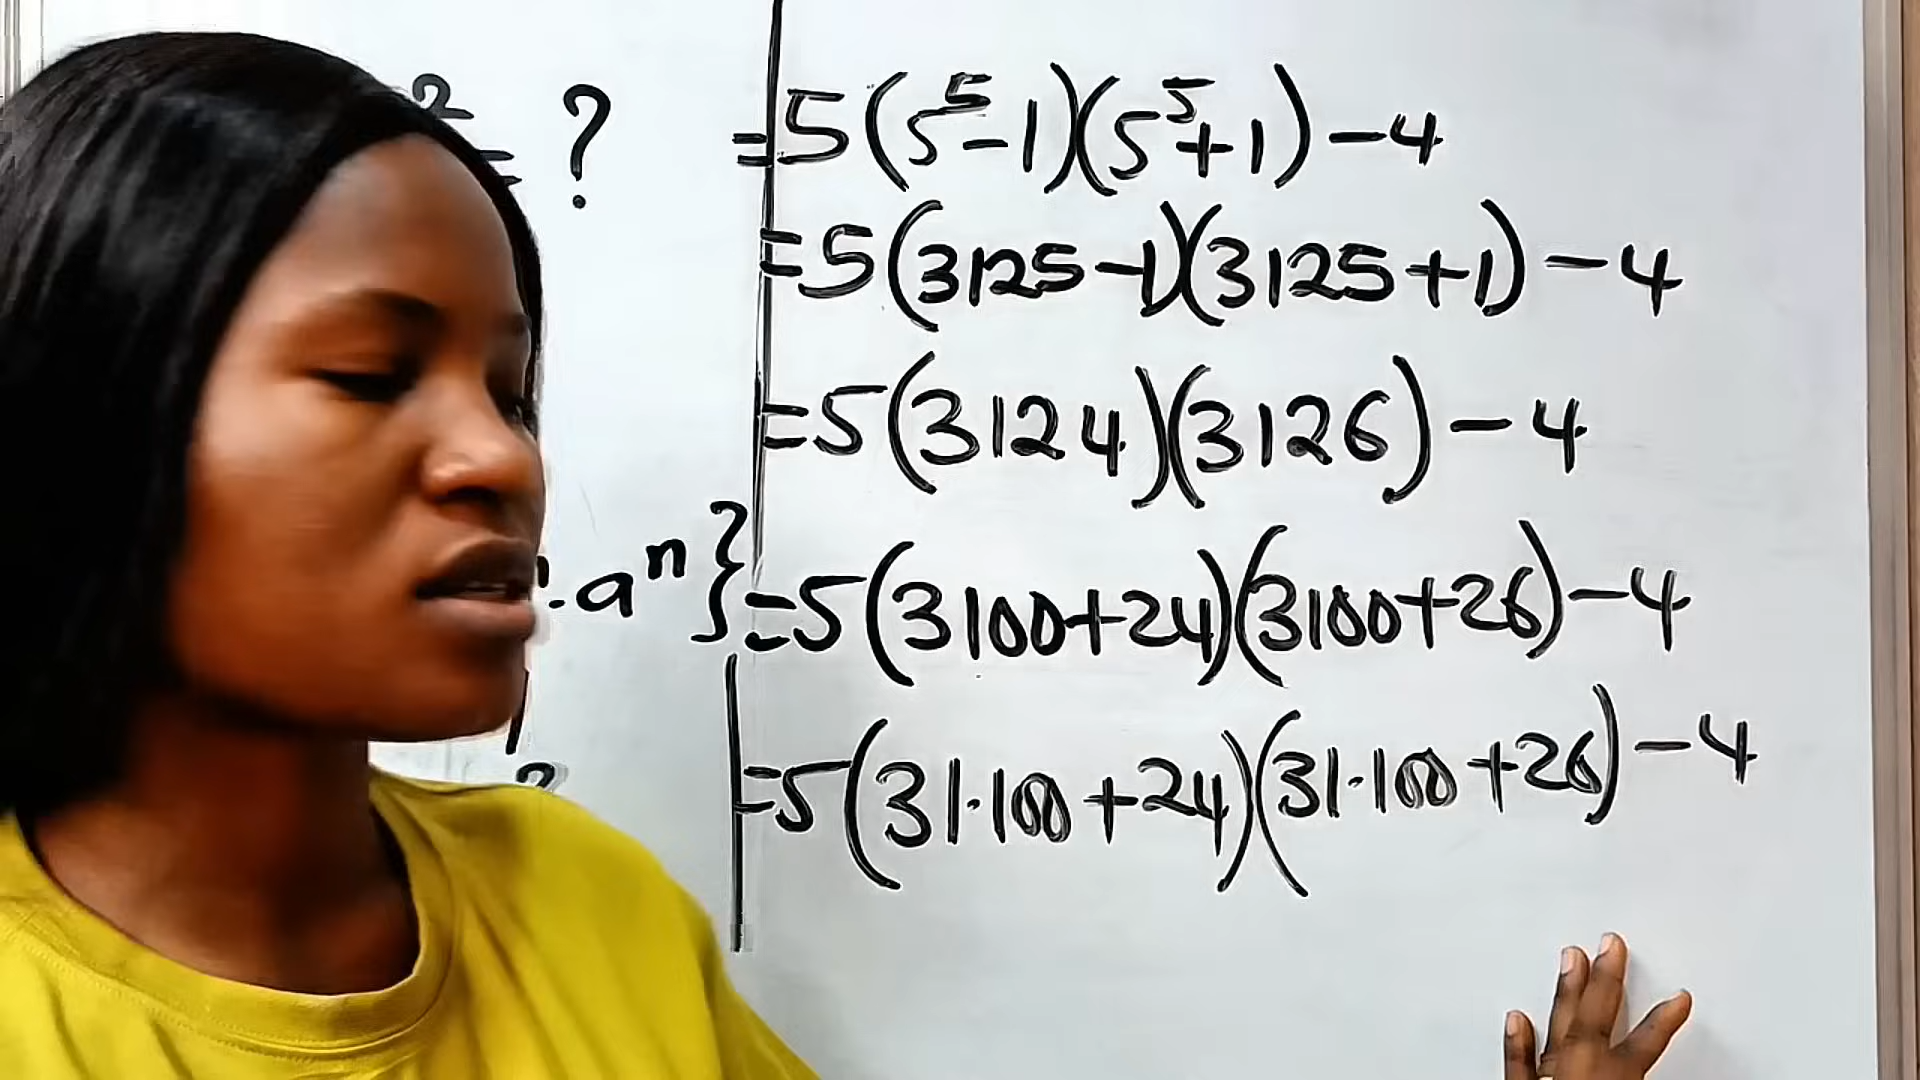 2 = ?
= 5(5⁵-1)(5⁵+1)-4
= 5(3125-1)(3125+1)-4
= 5(3124)(3126)-4
. aⁿ}
= 5(3100+24)(3100+26)-4
= 5(31·100+24)(31·100+26)-4